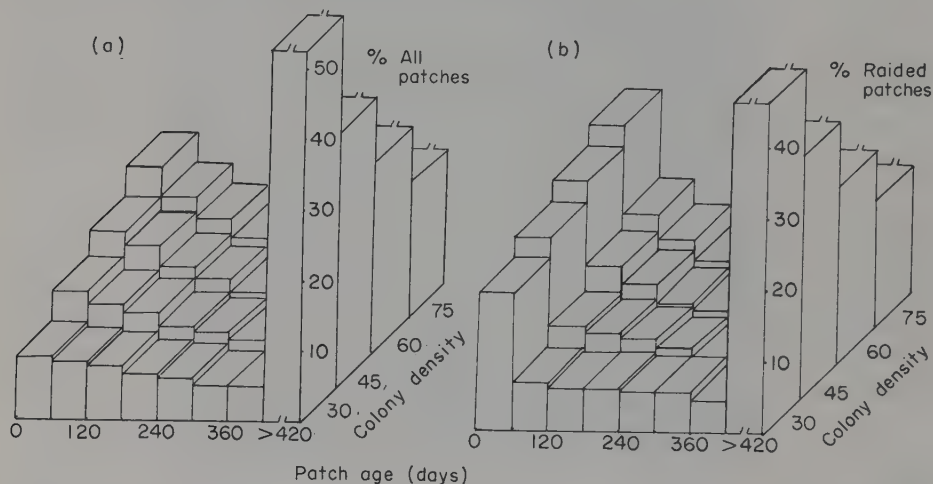 (a)
% All
patches
50
40
30
20
10
75
60
45
30
Colony density
0 120 240 360 >420
(b)
% Raided
patches
40
30
20
10
75
60
45
30
Colony density
0 120 240 360 >420
Patch age (days)